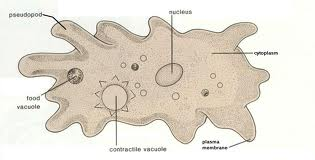 pseudopod
nucleus
cytoplasm
food
vacuole
plasma
membrane
contractile vacuole